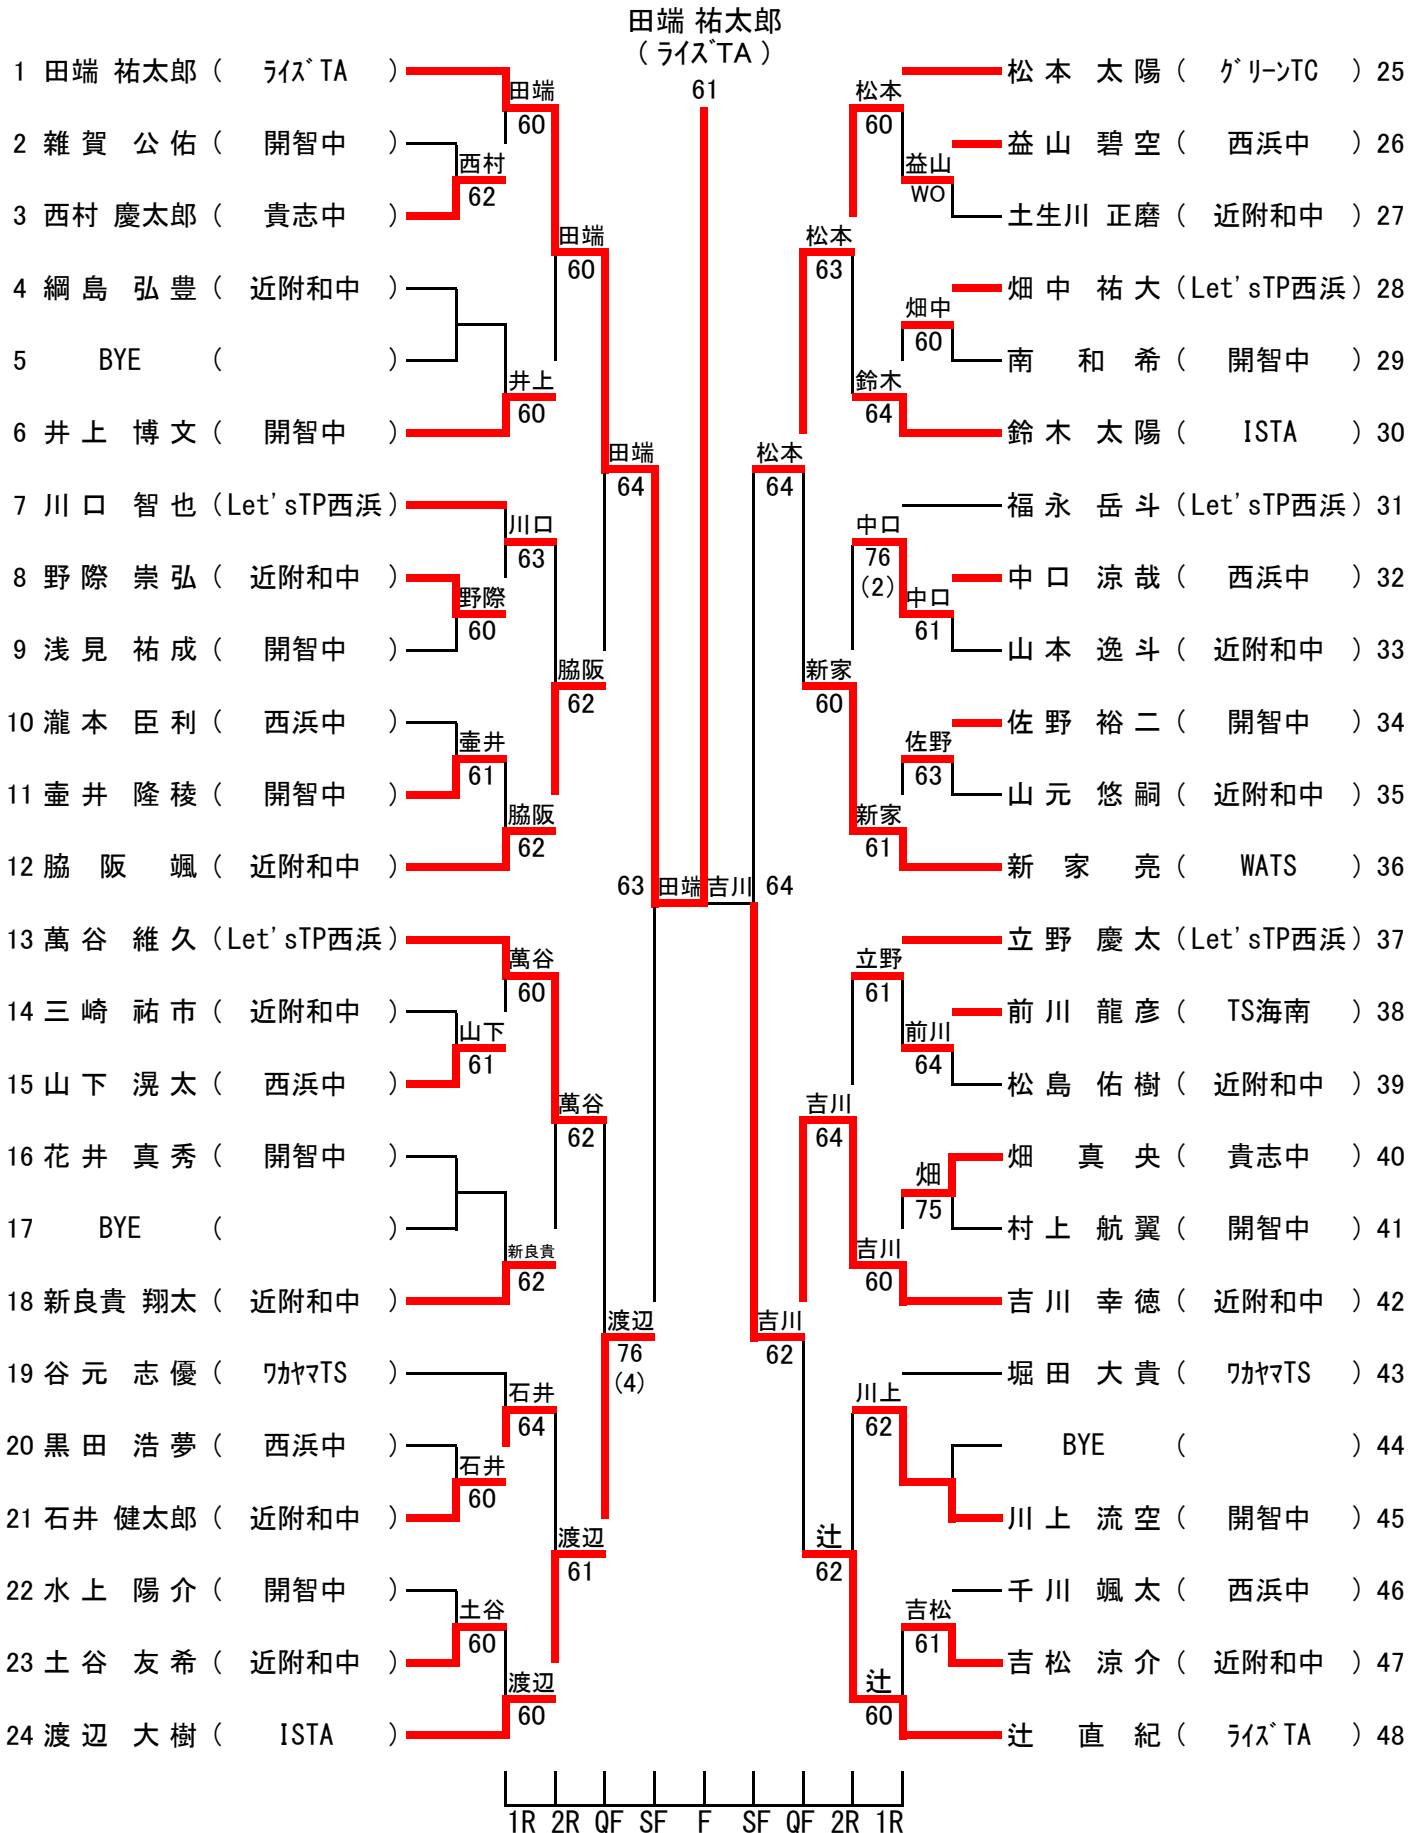 田端 祐太郎
( ライズTA )
61
1 田端 祐太郎 ( ライズTA )
2 雑賀 公佑 ( 開智中 )
3 西村 慶太郎 ( 貴志中 )
4 綱島 弘豊 ( 近附和中 )
5 BYE ( )
6 井上 博文 ( 開智中 )
7 川口 智也 (Let'sTP西浜)
8 野際 崇弘 ( 近附和中 )
9 浅見 祐成 ( 開智中 )
10 瀧本 臣利 ( 西浜中 )
11 壷井 隆稜 ( 開智中 )
12 脇阪 颯 ( 近附和中 )
13 萬谷 維久 (Let'sTP西浜)
14 三崎 祐市 ( 近附和中 )
15 山下 滉太 ( 西浜中 )
16 花井 真秀 ( 開智中 )
17 BYE ( )
18 新良貴 翔太 ( 近附和中 )
19 谷元 志優 ( ワカヤマTS )
20 黒田 浩夢 ( 西浜中 )
21 石井 健太郎 ( 近附和中 )
22 水上 陽介 ( 開智中 )
23 土谷 友希 ( 近附和中 )
24 渡辺 大樹 ( ISTA )
西村
62
野際
60
壷井
61
山下
61
石井
60
土谷
60
田端
60
井上
60
川口
63
脇阪
62
萬谷
60
新良貴
62
石井
64
渡辺
60
田端
60
脇阪
62
萬谷
62
渡辺
61
田端
64
渡辺
76
(4)
63 田端 吉川 64
松本
64
吉川
62
松本
63
新家
60
吉川
64
辻
62
松本
60
鈴木
64
中口
76
(2)
新家
61
立野
61
吉川
60
川上
62
辻
60
益山
WO
畑中
60
中口
61
佐野
63
前川
64
畑
75
吉松
61
松本 太陽 ( グリーンTC ) 25
益山 碧空 ( 西浜中 ) 26
土生川 正磨 ( 近附和中 ) 27
畑中 祐大 (Let'sTP西浜) 28
南 和希 ( 開智中 ) 29
鈴木 太陽 ( ISTA ) 30
福永 岳斗 (Let'sTP西浜) 31
中口 涼哉 ( 西浜中 ) 32
山本 逸斗 ( 近附和中 ) 33
佐野 裕二 ( 開智中 ) 34
山元 悠嗣 ( 近附和中 ) 35
新家 亮 ( WATS ) 36
立野 慶太 (Let'sTP西浜) 37
前川 龍彦 ( TS海南 ) 38
松島 佑樹 ( 近附和中 ) 39
畑 真央 ( 貴志中 ) 40
村上 航翼 ( 開智中 ) 41
吉川 幸徳 ( 近附和中 ) 42
堀田 大貴 ( ワカヤマTS ) 43
BYE ( ) 44
川上 流空 ( 開智中 ) 45
千川 颯太 ( 西浜中 ) 46
吉松 涼介 ( 近附和中 ) 47
辻 直紀 ( ライズTA ) 48
1R 2R QF SF F SF QF 2R 1R